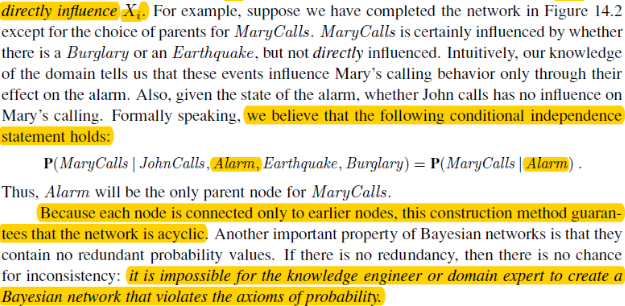 directly influence Xi. For example, suppose we have completed the network in Figure 14.2
except for the choice of parents for MaryCalls. MaryCalls is certainly influenced by whether
there is a Burglary or an Earthquake, but not directly influenced. Intuitively, our knowledge
of the domain tells us that these events influence Mary's calling behavior only through their
effect on the alarm. Also, given the state of the alarm, whether John calls has no influence on
Mary's calling. Formally speaking, we believe that the following conditional independence
statement holds:
P(MaryCalls | JohnCalls, Alarm, Earthquake, Burglary) = P(MaryCalls | Alarm) .
Thus, Alarm will be the only parent node for MaryCalls.
Because each node is connected only to earlier nodes, this construction method guaran-
tees that the network is acyclic. Another important property of Bayesian networks is that they
contain no redundant probability values. If there is no redundancy, then there is no chance
for inconsistency: it is impossible for the knowledge engineer or domain expert to create a
Bayesian network that violates the axioms of probability.